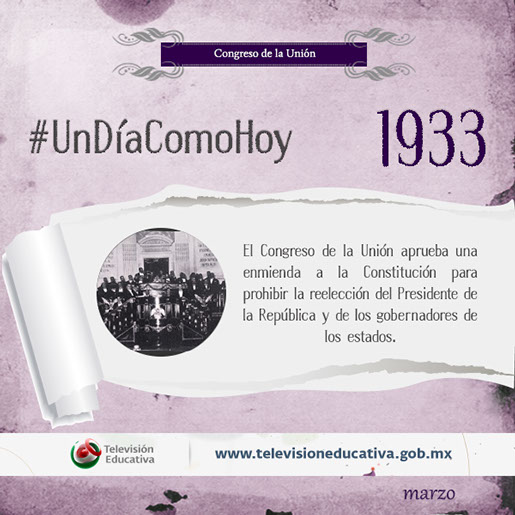 Congreso de la Unión
#UnDíaComoHoy
1933
El Congreso de la Unión aprueba una
enmienda a la Constitución para
prohibir la reelección del Presidente de
la República y de los gobernadores de
los estados.
Televisión
Educativa
www.televisioneducativa.gob.mx
marzo